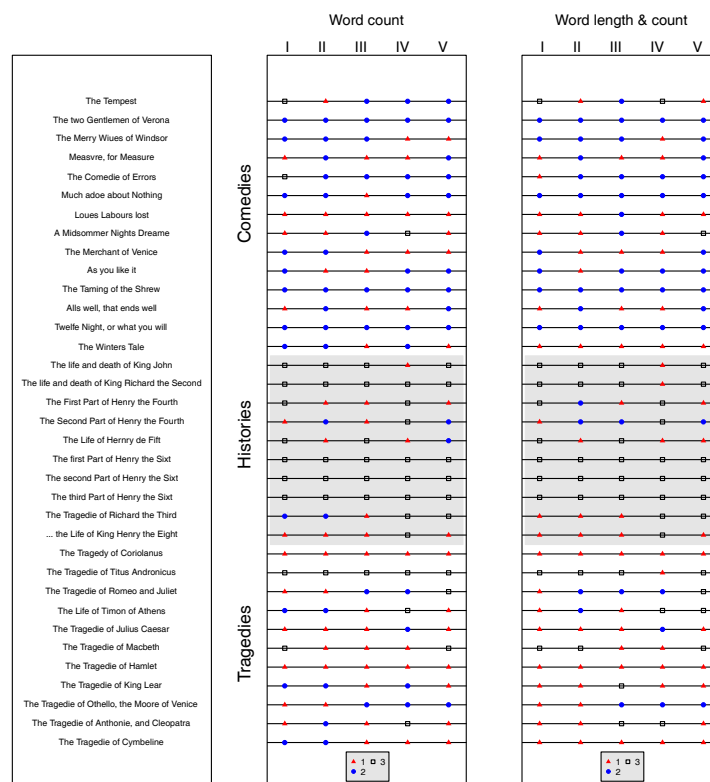 Word count
Word length & count
I II III IV V
I II III IV V
The Tempest
The two Gentlemen of Verona
The Merry Wiues of Windsor
Measvre, for Measure
The Comedie of Errors
Much adoe about Nothing
Loues Labours lost
A Midsommer Nights Dreame
The Merchant of Venice
As you like it
The Taming of the Shrew
Alls well, that ends well
Twelfe Night, or what you will
The Winters Tale
The life and death of King John
The life and death of King Richard the Second
The First Part of Henry the Fourth
The Second Part of Henry the Fourth
The Life of Hernry de Fift
The first Part of Henry the Sixt
The second Part of Henry the Sixt
The third Part of Henry the Sixt
The Tragedie of Richard the Third
... the Life of King Henry the Eight
The Tragedy of Coriolanus
The Tragedie of Titus Andronicus
The Tragedie of Romeo and Juliet
The Life of Timon of Athens
The Tragedie of Julius Caesar
The Tragedie of Macbeth
The Tragedie of Hamlet
The Tragedie of King Lear
The Tragedie of Othello, the Moore of Venice
The Tragedie of Anthonie, and Cleopatra
The Tragedie of Cymbeline
Comedies
Histories
Tragedies
Comedies
Histories
Tragedies
1 3
2
1 3
2